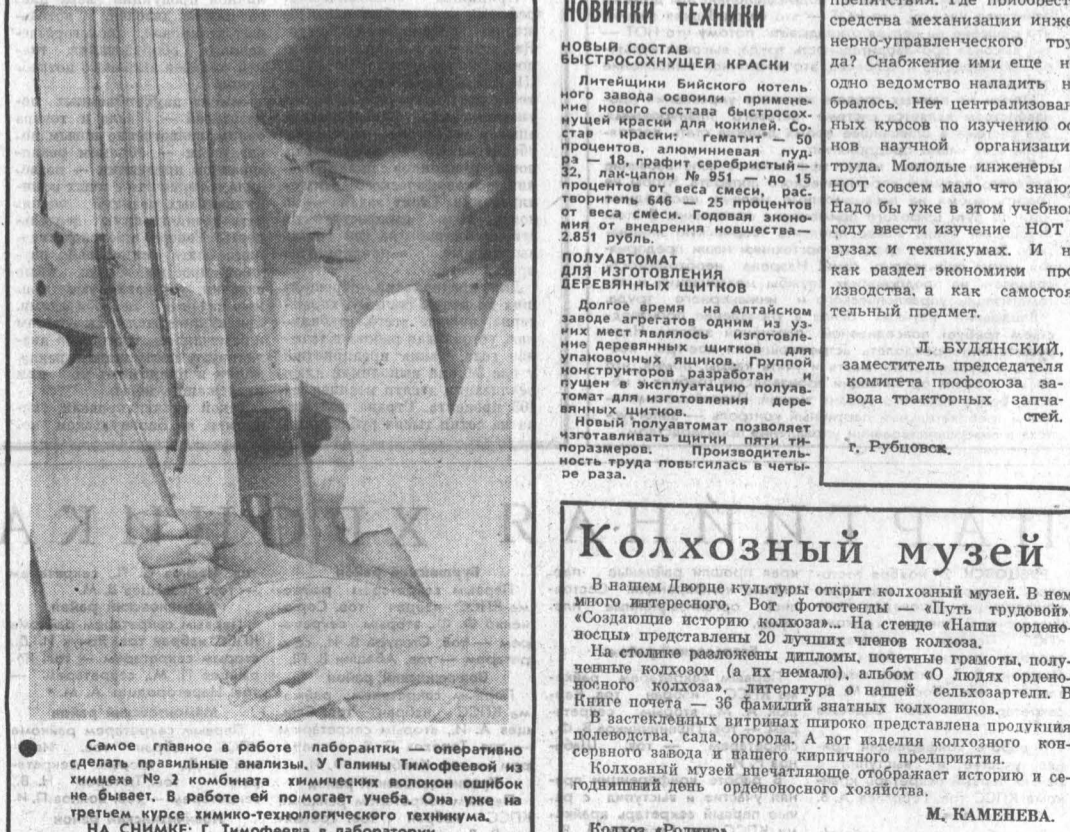 Самое главное в работе лаборантки — оперативно
сделать правильные анализы. У Галины Тимофеевой из
химцеха № 2 комбината химических волокон ошибок
не бывает. В работе ей помогает учеба. Она уже на
третьем курсе химико-технологического техникума.
НА СНИМКЕ: Г. Тимофеева в лаборатории.
НОВИНКИ ТЕХНИКИ
НОВЫЙ СОСТАВ
БЫСТРОСОХНУЩЕЙ КРАСКИ
Литейщики Бийского котель
ного завода освоили примене-
ние нового состава быстросох-
нущей краски для кокилей. Со-
став краски: гематит — 50
процентов, алюминиевая пуд-
ра — 18, графит серебристый—
32, лак-цапон № 951 — до 15
процентов от веса смеси, рас-
творитель 646 — 25 процентов
от веса смеси. Годовая эконо-
мия от внедрения новшества—
2.851 рубль.
ПОЛУАВТОМАТ
ДЛЯ ИЗГОТОВЛЕНИЯ
ДЕРЕВЯННЫХ ЩИТКОВ
Долгое время на Алтайском
заводе агрегатов одним из уз-
ких мест являлось изготовле-
ние деревянных щитков для
упаковочных ящиков. Группой
конструкторов разработан и
пущен в эксплуатацию полуав-
томат для изготовления дере-
вянных щитков.
Новый полуавтомат позволяет
изготавливать щитки пяти ти-
поразмеров. Производитель-
ность труда повысилась в четы-
ре раза.
препятствия. Где приобрест
средства механизации инже
нерно-управленческого тру
да? Снабжение ими еще н
одно ведомство наладить н
бралось. Нет централизован
ных курсов по изучению ос
нов научной организаци
труда. Молодые инженеры
НОТ совсем мало что знают
Надо бы уже в этом учебно
году ввести изучение НОТ
вузах и техникумах. И н
как раздел экономики про
изводства, а как самостоя
тельный предмет.
Л. БУДЯНСКИЙ,
заместитель председателя
комитета профсоюза за-
вода тракторных запча-
стей.
г. Рубцовск.
Колхозный музей
В нашем Дворце культуры открыт колхозный музей. В нем
много интересного. Вот фотостенды — «Путь трудовой»,
«Создающие историю колхоза»... На стенде «Наши ордено-
носцы» представлены 20 лучших членов колхоза.
На столике разложены дипломы, почетные грамоты, полу-
ченные колхозом (а их немало), альбом «О людях ордено-
носного колхоза», литература о нашей сельхозартели. В
Книге почета — 36 фамилий знатных колхозников.
В застекленных витринах широко представлена продукция
полеводства, сада, огорода. А вот изделия колхозного кон-
сервного завода и нашего кирпичного предприятия.
Колхозный музей впечатляюще отображает историю и се-
годняшний день орденоносного хозяйства.
М. КАМЕНЕВА.
Колхоз «Родина».